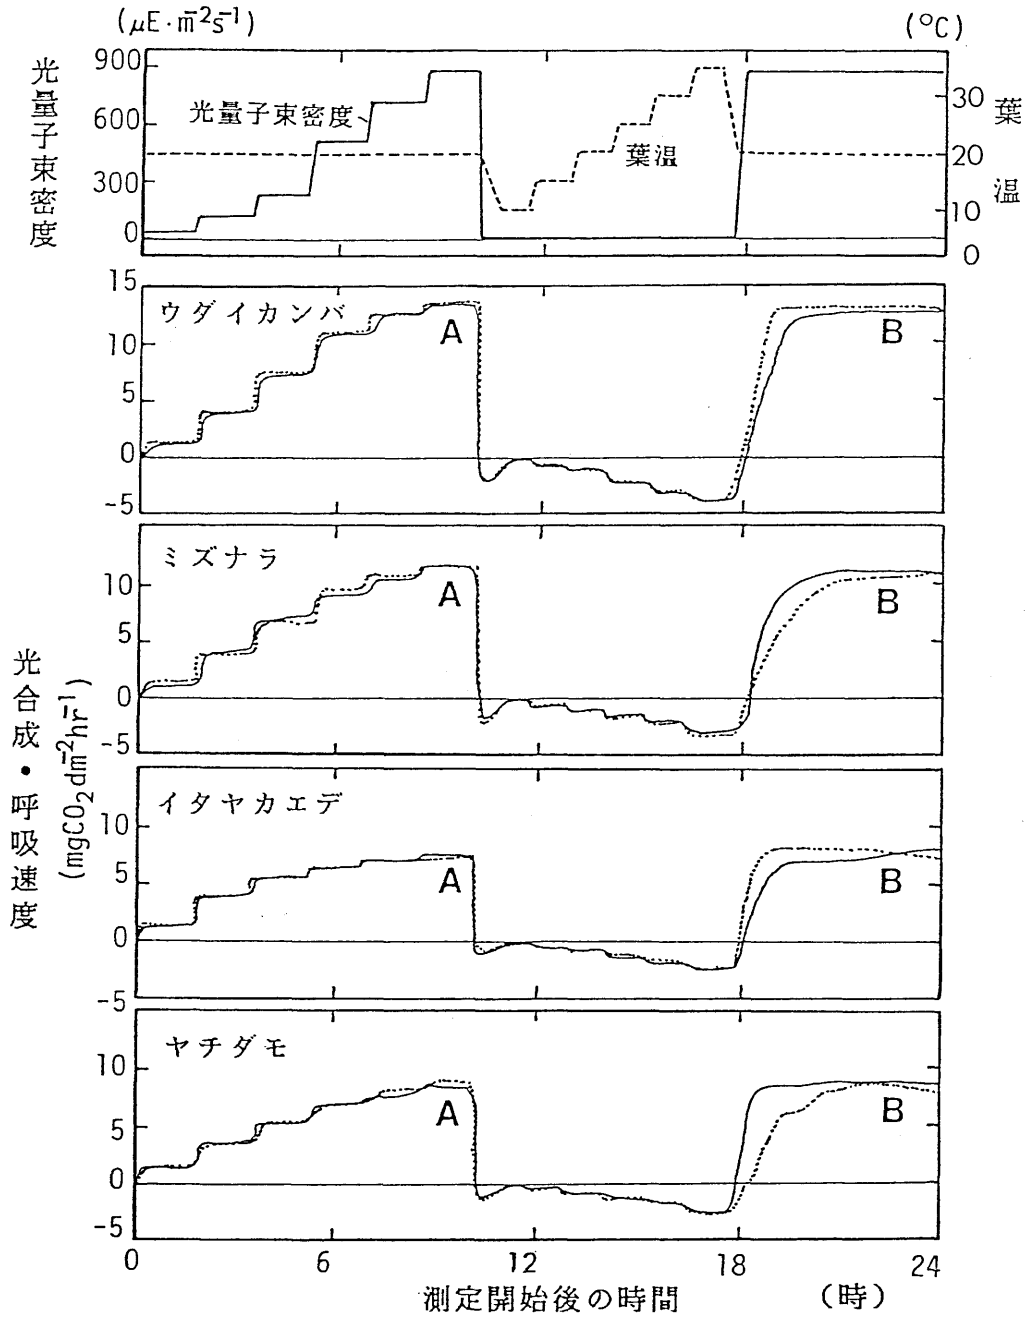 (μE·m⁻²s⁻¹)
(°C)
光量子束密度
900
600
300
0
光量子束密度
葉温
30
20
10
0
葉温
15
10
5
0
-5
ウダイカンバ
A
B
光合成・呼吸速度
(mgCO₂dm⁻²hr⁻¹)
10
5
0
-5
ミズナラ
A
B
10
5
0
-5
イタヤカエデ
A
B
10
5
0
-5
ヤチダモ
A
B
0
6
12
18
24
測定開始後の時間
(時)